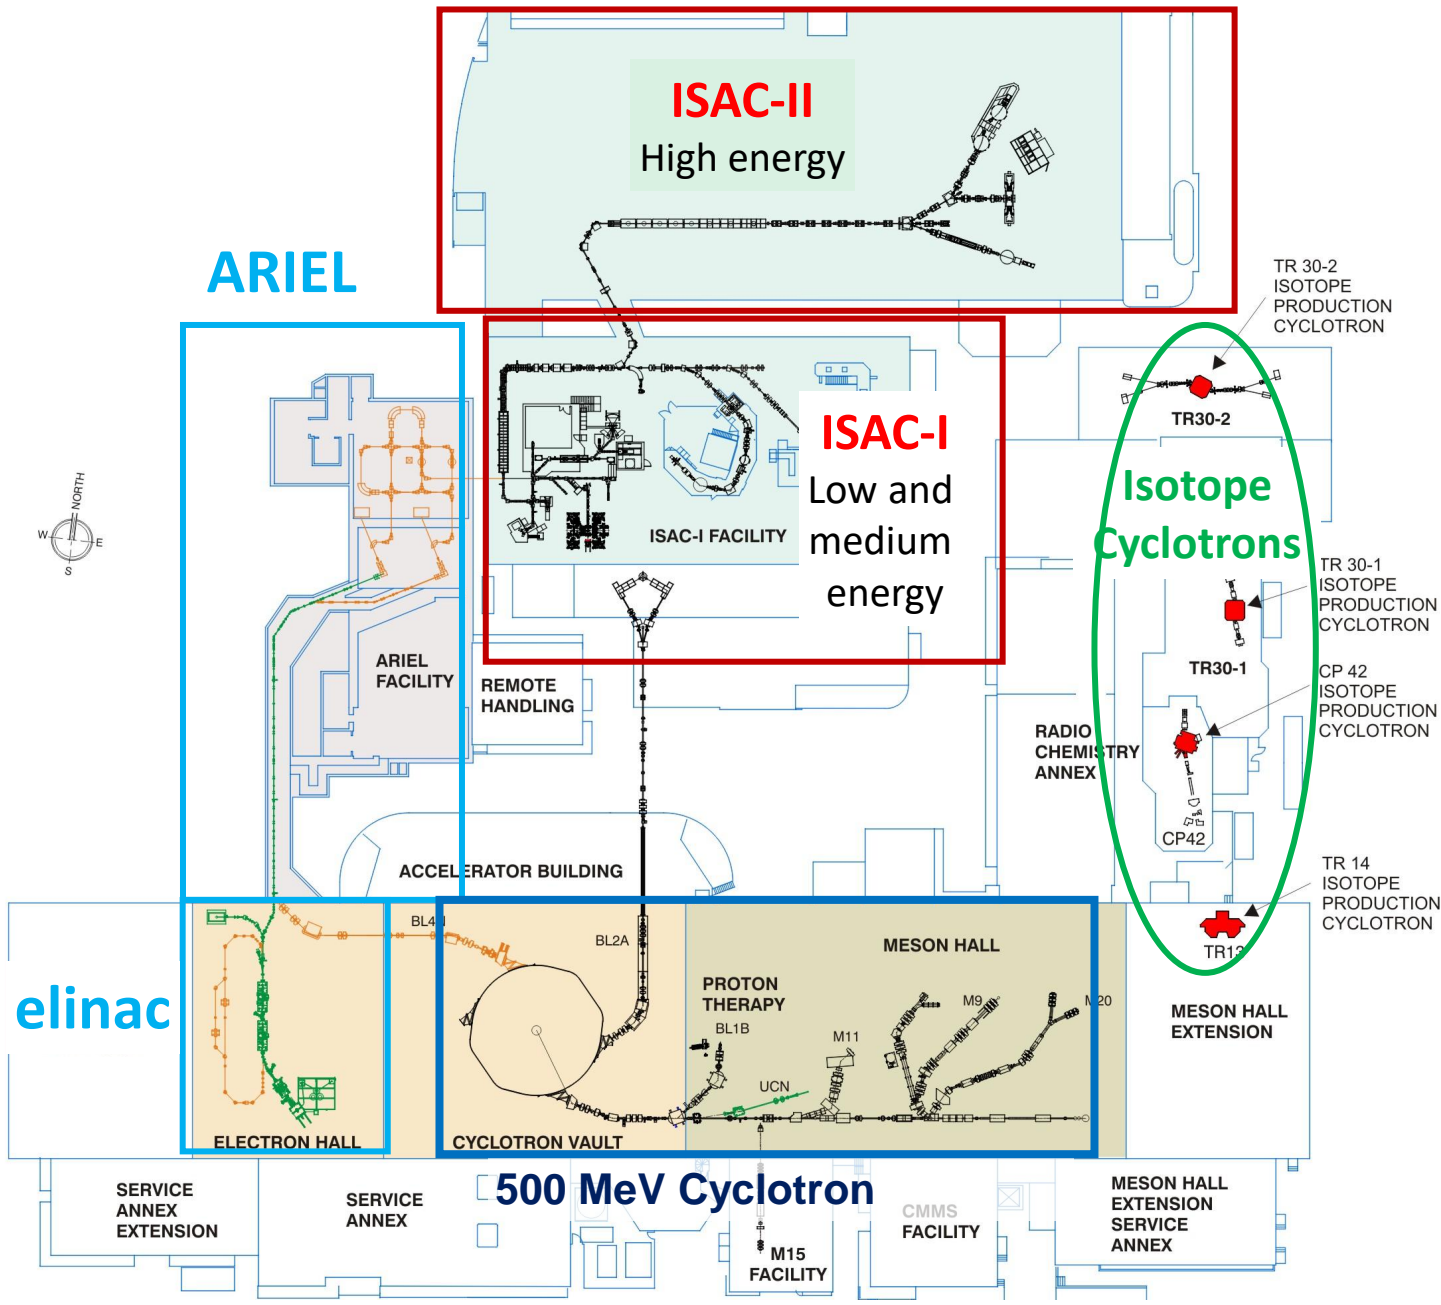 ISAC-II
High energy
ARIEL
TR 30-2
ISOTOPE
PRODUCTION
CYCLOTRON
TR30-2
ISAC-I
Low and
medium
energy
ISAC-I FACILITY
Isotope
Cyclotrons
NORTH
W
E
S
TR 30-1
ISOTOPE
PRODUCTION
CYCLOTRON
TR30-1
ARIEL
FACILITY
REMOTE
HANDLING
CP 42
ISOTOPE
PRODUCTION
CYCLOTRON
RADIO
CHEMISTRY
ANNEX
CP42
ACCELERATOR BUILDING
TR 14
ISOTOPE
PRODUCTION
CYCLOTRON
TR13
BL4N
BL2A
MESON HALL
PROTON
THERAPY
BL1B
M11
M9
M20
UCN
MESON HALL
EXTENSION
elinac
ELECTRON HALL
CYCLOTRON VAULT
500 MeV Cyclotron
SERVICE
ANNEX
EXTENSION
SERVICE
ANNEX
M15
FACILITY
CMMS
FACILITY
MESON HALL
EXTENSION
SERVICE
ANNEX